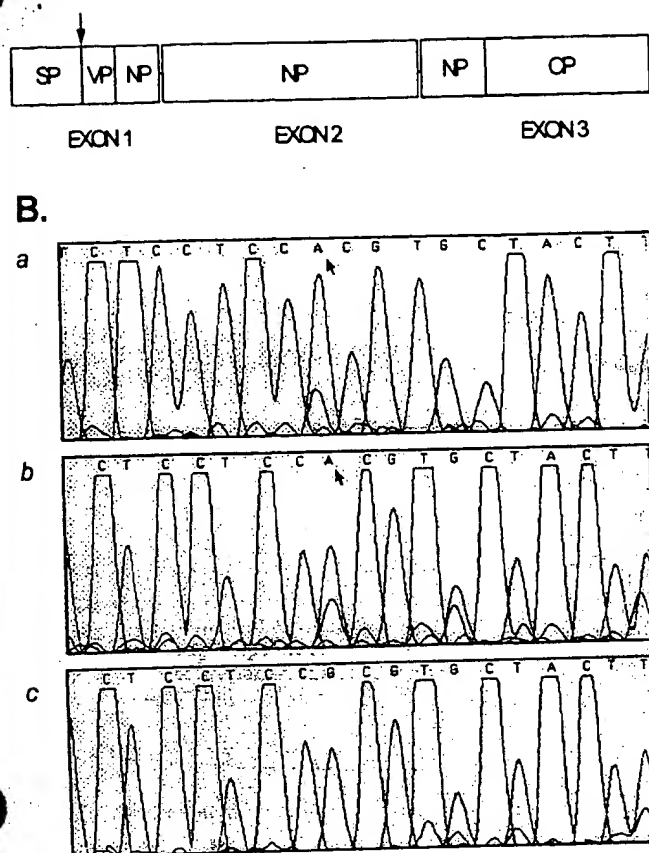 SP VP NP NP NP CP
EXON 1 EXON 2 EXON 3
B.
a
T C T C C T C C A C G T G C T A C T
b
C T C C T C C A C G T G C T A C T T
c
C T C C T C C G C G T G C T A C T T